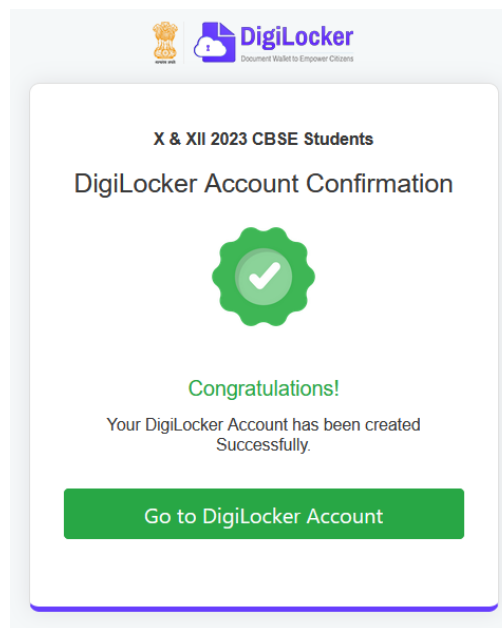 DigiLocker
Document Wallet to Empower Citizens
X & XII 2023 CBSE Students
DigiLocker Account Confirmation
Congratulations!
Your DigiLocker Account has been created
Successfully.
Go to DigiLocker Account